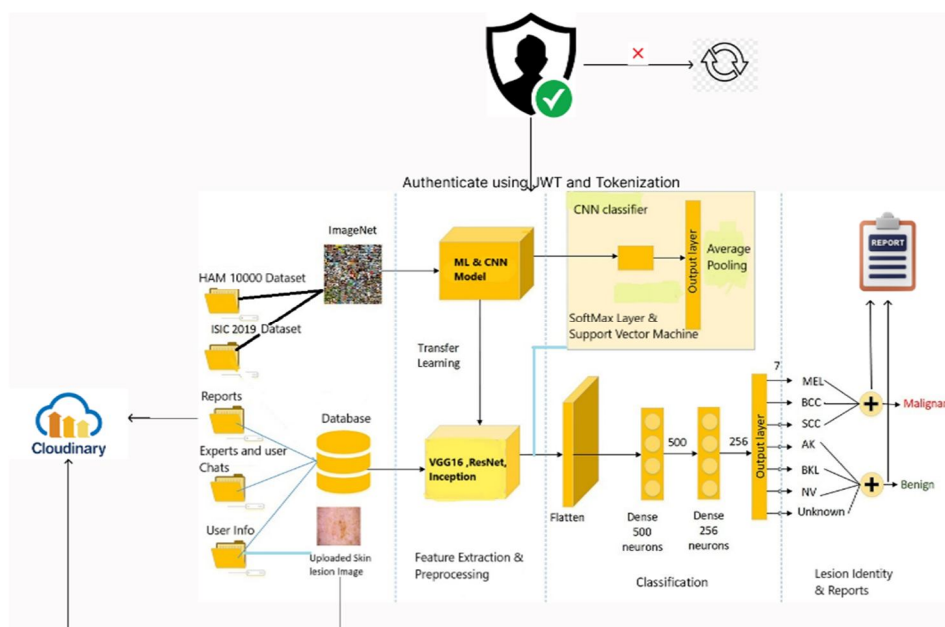 Authenticate using JWT and Tokenization
ImageNet
HAM 10000 Dataset
ISIC 2019 Dataset
Reports
Experts and user
Chats
User Info
Database
Uploaded Skin
lesion Image
Cloudinary
ML & CNN
Model
Transfer
Learning
VGG16 ,ResNet,
Inception
Feature Extraction &
Preprocessing
CNN classifier
Output layer
Average
Pooling
SoftMax Layer &
Support Vector Machine
Flatten
500
256
7
Dense
500
neurons
Dense
256
neurons
Output layer
Classification
MEL
BCC
SCC
AK
BKL
NV
Unknown
REPORT
Malignan
Benign
Lesion Identity
& Reports